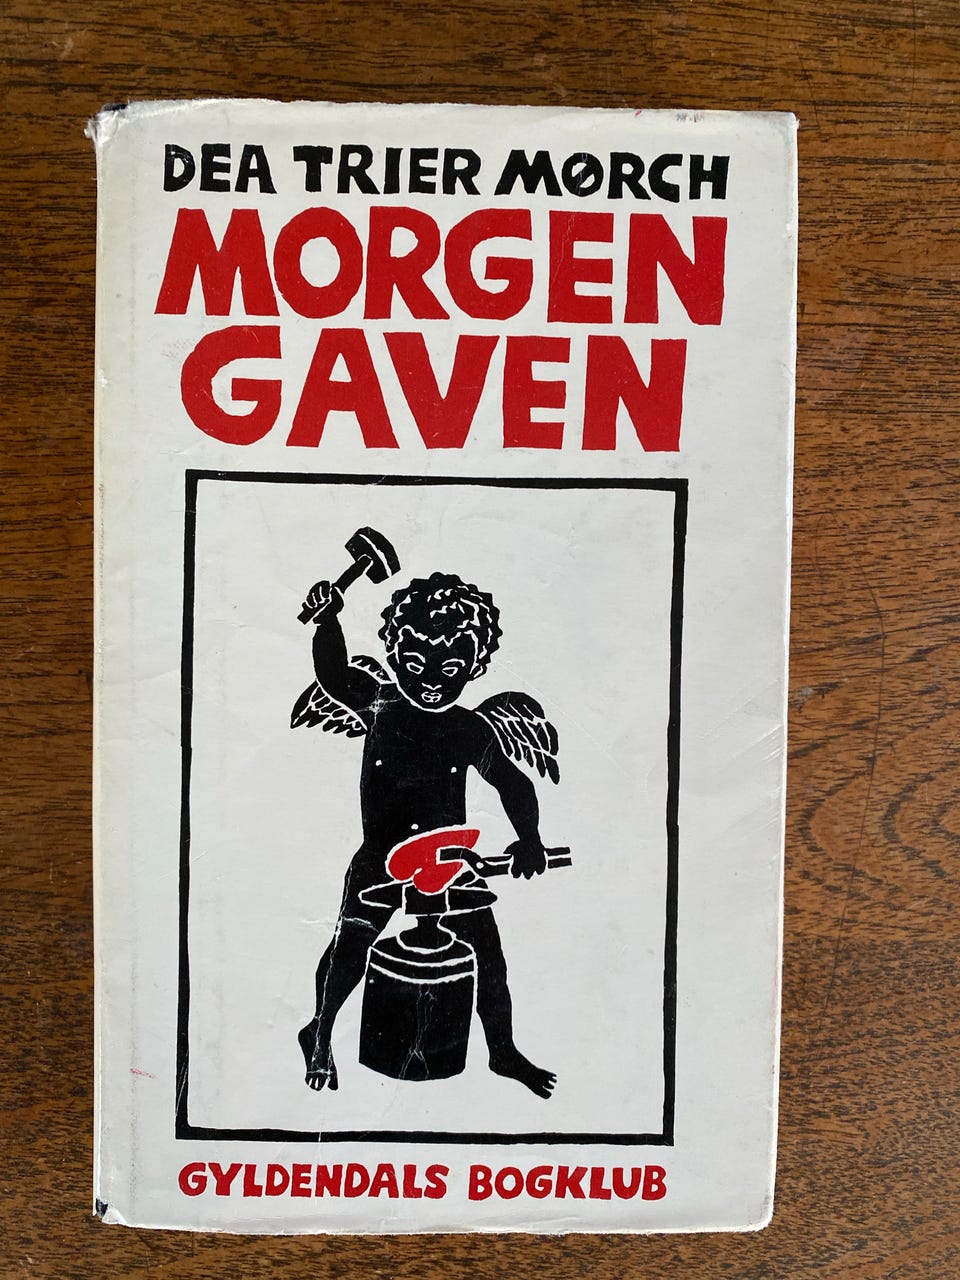 DEA TRIER MØRCH
MORGEN
GAVEN
GYLDENDALS BOGKLUB